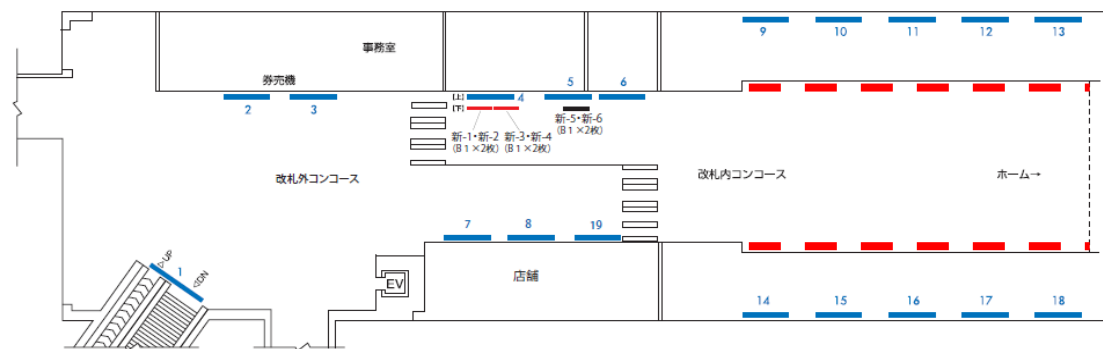 9
10
11
12
13
事務室
券売機
2
3
[上]
[下]
4
5
6
新-1・新-2
(B1×2枚)
新-3・新-4
(B1×2枚)
新-5・新-6
(B1×2枚)
改札外コンコース
改札内コンコース
ホーム→
7
8
19
店舗
EV
◁UP
1
◁DN
14
15
16
17
18